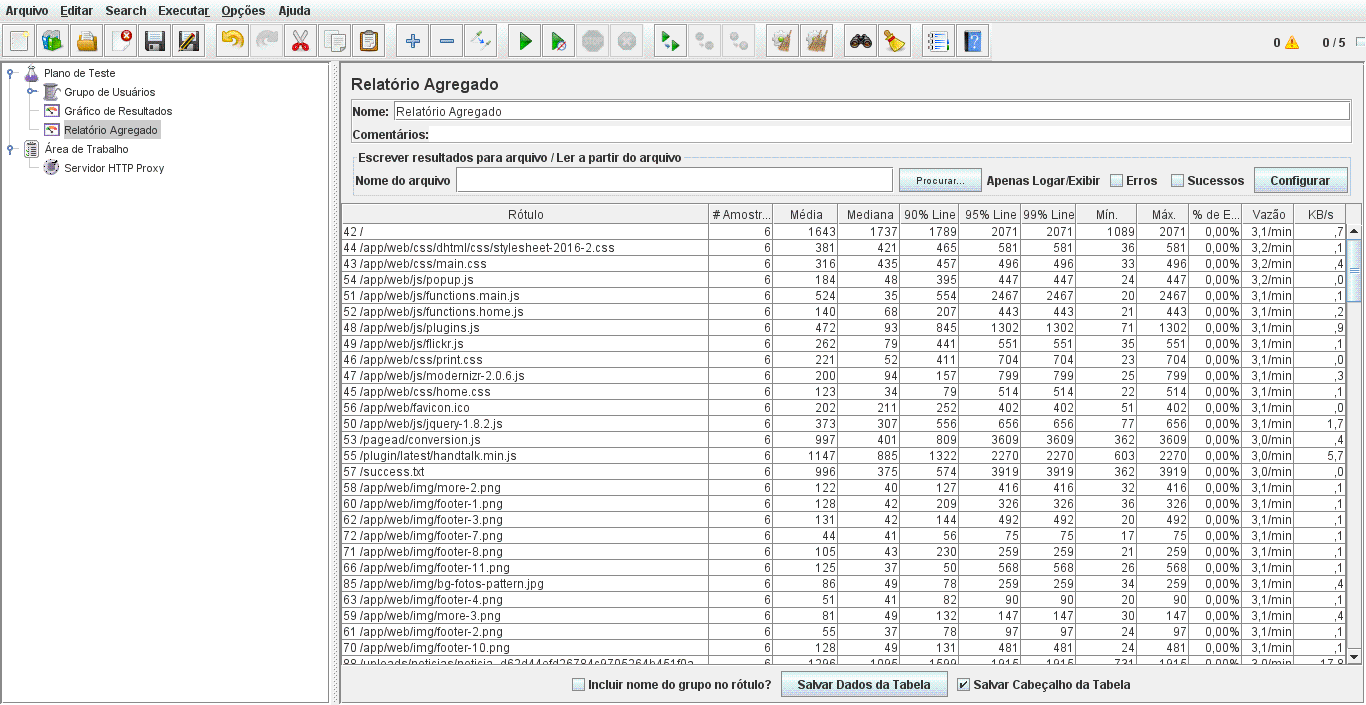 Arquivo Editar Search Executar Opções Ajuda
0 0 / 5
Plano de Teste
Grupo de Usuários
Gráfico de Resultados
Relatório Agregado
Área de Trabalho
Servidor HTTP Proxy
Relatório Agregado
Nome: Relatório Agregado
Comentários:
Escrever resultados para arquivo / Ler a partir do arquivo
Nome do arquivo Procurar... Apenas Logar/Exibir Erros Sucessos Configurar
Rótulo # Amostr... Média Mediana 90% Line 95% Line 99% Line Mín. Máx. % de E... Vazão KB/s
42 / 6 1643 1737 1789 2071 2071 1089 2071 0,00% 3,1/min ,7
44 /app/web/css/dhtml/css/stylesheet-2016-2.css 6 381 421 465 581 581 36 581 0,00% 3,2/min ,1
43 /app/web/css/main.css 6 316 435 457 496 496 33 496 0,00% 3,2/min ,4
54 /app/web/js/popup.js 6 184 48 395 447 447 24 447 0,00% 3,2/min ,0
51 /app/web/js/functions.main.js 6 524 35 554 2467 2467 20 2467 0,00% 3,1/min ,1
52 /app/web/js/functions.home.js 6 140 68 207 443 443 21 443 0,00% 3,1/min ,2
48 /app/web/js/plugins.js 6 472 93 845 1302 1302 71 1302 0,00% 3,1/min ,9
49 /app/web/js/flickr.js 6 262 79 441 551 551 35 551 0,00% 3,1/min ,1
46 /app/web/css/print.css 6 221 52 411 704 704 23 704 0,00% 3,1/min ,0
47 /app/web/js/modernizr-2.0.6.js 6 200 94 157 799 799 25 799 0,00% 3,1/min ,3
45 /app/web/css/home.css 6 123 34 79 514 514 22 514 0,00% 3,1/min ,1
56 /app/web/favicon.ico 6 202 211 252 402 402 51 402 0,00% 3,1/min ,0
50 /app/web/js/jquery-1.8.2.js 6 373 307 556 656 656 77 656 0,00% 3,1/min 1,7
53 /pagead/conversion.js 6 997 401 809 3609 3609 362 3609 0,00% 3,0/min ,4
55 /plugin/latest/handtalk.min.js 6 1147 885 1322 2270 2270 603 2270 0,00% 3,0/min 5,7
57 /success.txt 6 996 375 574 3919 3919 362 3919 0,00% 3,0/min ,0
58 /app/web/img/more-2.png 6 122 40 127 416 416 32 416 0,00% 3,1/min ,1
60 /app/web/img/footer-1.png 6 128 42 209 326 326 36 326 0,00% 3,1/min ,1
62 /app/web/img/footer-3.png 6 131 42 144 492 492 20 492 0,00% 3,1/min ,1
72 /app/web/img/footer-7.png 6 44 41 56 75 75 17 75 0,00% 3,1/min ,1
71 /app/web/img/footer-8.png 6 105 43 230 259 259 21 259 0,00% 3,1/min ,1
66 /app/web/img/footer-11.png 6 125 37 50 568 568 26 568 0,00% 3,1/min ,1
85 /app/web/img/bg-fotos-pattern.jpg 6 86 49 78 259 259 34 259 0,00% 3,1/min ,4
63 /app/web/img/footer-4.png 6 51 41 82 90 90 20 90 0,00% 3,1/min ,1
59 /app/web/img/more-3.png 6 81 49 132 147 147 30 147 0,00% 3,1/min ,4
61 /app/web/img/footer-2.png 6 55 37 78 97 97 24 97 0,00% 3,1/min ,1
70 /app/web/img/footer-10.png 6 128 49 131 481 481 24 481 0,00% 3,1/min ,1
Incluir nome do grupo no rótulo? Salvar Dados da Tabela Salvar Cabeçalho da Tabela